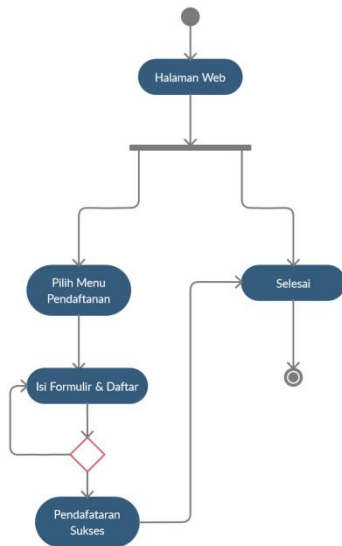 Halaman Web
Pilih Menu
Pendaftanan
Selesai
Isi Formulir & Daftar
Pendafataran
Sukses